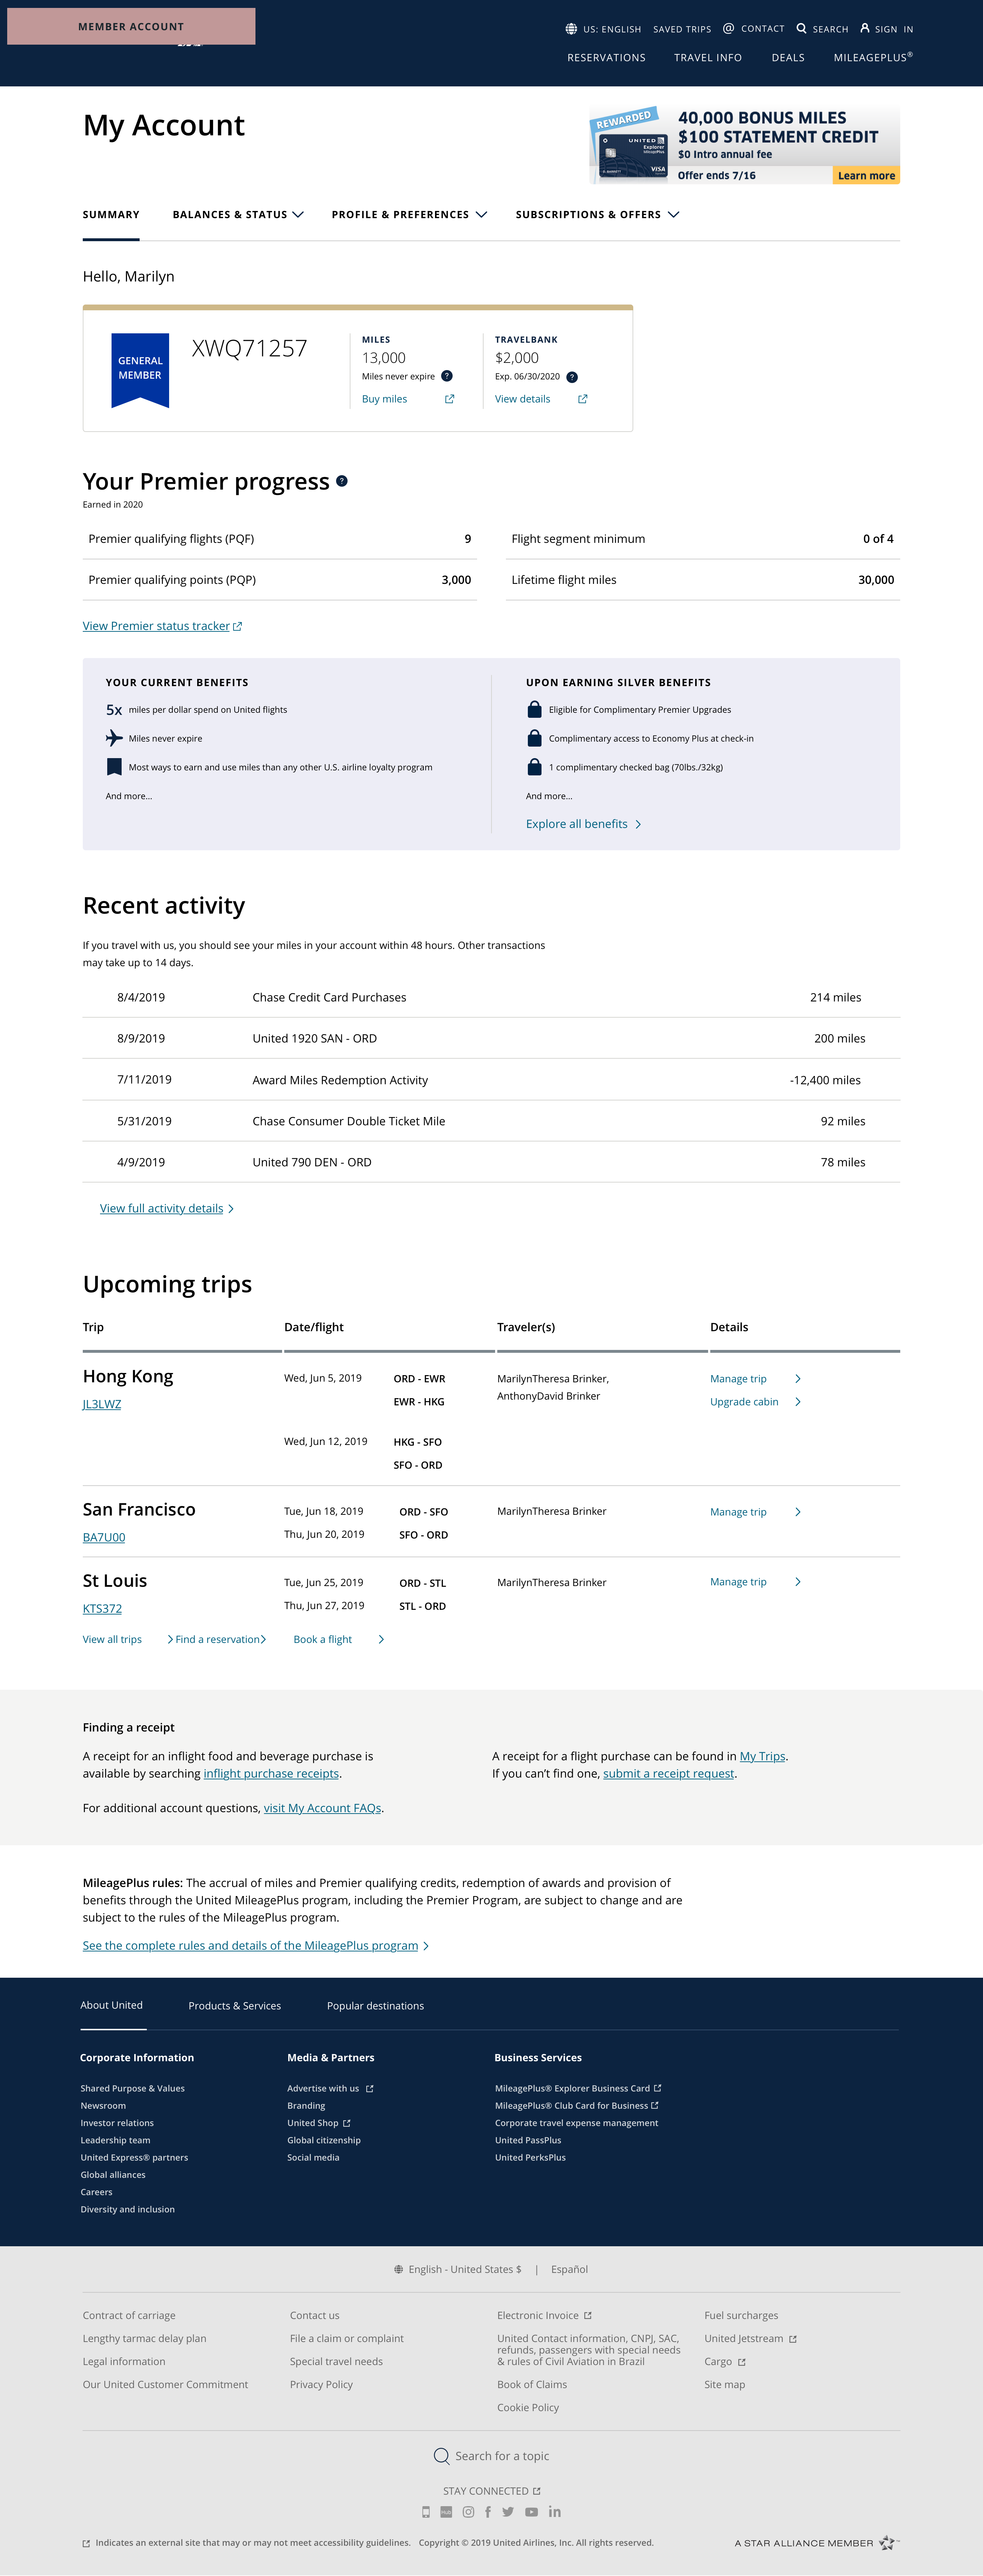 MEMBER ACCOUNT
US: ENGLISH SAVED TRIPS CONTACT SEARCH SIGN IN
RESERVATIONS TRAVEL INFO DEALS MILEAGEPLUS®
My Account
REWARDED
UNITED
Explorer
MileagePlus
VISA
40,000 BONUS MILES
$100 STATEMENT CREDIT
$0 Intro annual fee
Offer ends 7/16
Learn more
SUMMARY BALANCES & STATUS PROFILE & PREFERENCES SUBSCRIPTIONS & OFFERS
Hello, Marilyn
GENERAL
MEMBER
XWQ71257
MILES
13,000
Miles never expire ?
Buy miles
TRAVELBANK
$2,000
Exp. 06/30/2020 ?
View details
Your Premier progress ?
Earned in 2020
Premier qualifying flights (PQF) 9
Flight segment minimum 0 of 4
Premier qualifying points (PQP) 3,000
Lifetime flight miles 30,000
View Premier status tracker
YOUR CURRENT BENEFITS
5x miles per dollar spend on United flights
Miles never expire
Most ways to earn and use miles than any other U.S. airline loyalty program
And more...
UPON EARNING SILVER BENEFITS
Eligible for Complimentary Premier Upgrades
Complimentary access to Economy Plus at check-in
1 complimentary checked bag (70lbs./32kg)
And more...
Explore all benefits
Recent activity
If you travel with us, you should see your miles in your account within 48 hours. Other transactions
may take up to 14 days.
8/4/2019 Chase Credit Card Purchases 214 miles
8/9/2019 United 1920 SAN - ORD 200 miles
7/11/2019 Award Miles Redemption Activity -12,400 miles
5/31/2019 Chase Consumer Double Ticket Mile 92 miles
4/9/2019 United 790 DEN - ORD 78 miles
View full activity details
Upcoming trips
Trip Date/flight Traveler(s) Details
Hong Kong
JL3LWZ
Wed, Jun 5, 2019 ORD - EWR
EWR - HKG
Wed, Jun 12, 2019 HKG - SFO
SFO - ORD
MarilynTheresa Brinker,
AnthonyDavid Brinker
Manage trip
Upgrade cabin
San Francisco
BA7U00
Tue, Jun 18, 2019 ORD - SFO
Thu, Jun 20, 2019 SFO - ORD
MarilynTheresa Brinker
Manage trip
St Louis
KTS372
Tue, Jun 25, 2019 ORD - STL
Thu, Jun 27, 2019 STL - ORD
MarilynTheresa Brinker
Manage trip
View all trips Find a reservation Book a flight
Finding a receipt
A receipt for an inflight food and beverage purchase is
available by searching inflight purchase receipts.
A receipt for a flight purchase can be found in My Trips.
If you can't find one, submit a receipt request.
For additional account questions, visit My Account FAQs.
MileagePlus rules: The accrual of miles and Premier qualifying credits, redemption of awards and provision of
benefits through the United MileagePlus program, including the Premier Program, are subject to change and are
subject to the rules of the MileagePlus program.
See the complete rules and details of the MileagePlus program
About United Products & Services Popular destinations
Corporate Information
Shared Purpose & Values
Newsroom
Investor relations
Leadership team
United Express® partners
Global alliances
Careers
Diversity and inclusion
Media & Partners
Advertise with us
Branding
United Shop
Global citizenship
Social media
Business Services
MileagePlus® Explorer Business Card
MileagePlus® Club Card for Business
Corporate travel expense management
United PassPlus
United PerksPlus
English - United States $ | Español
Contract of carriage
Lengthy tarmac delay plan
Legal information
Our United Customer Commitment
Contact us
File a claim or complaint
Special travel needs
Privacy Policy
Electronic Invoice
United Contact information, CNPJ, SAC,
refunds, passengers with special needs
& rules of Civil Aviation in Brazil
Book of Claims
Cookie Policy
Fuel surcharges
United Jetstream
Cargo
Site map
Search for a topic
STAY CONNECTED
Indicates an external site that may or may not meet accessibility guidelines. Copyright © 2019 United Airlines, Inc. All rights reserved.
A STAR ALLIANCE MEMBER